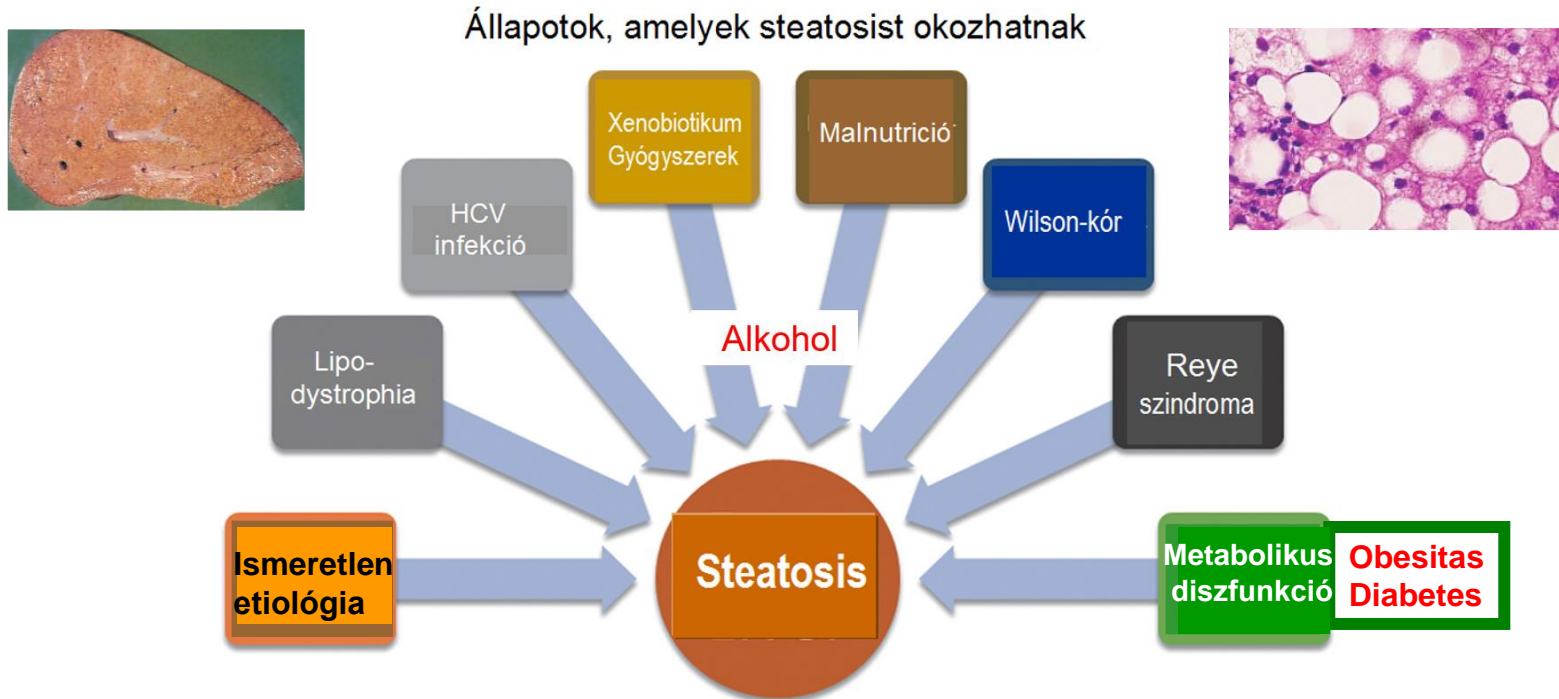 Állapotok, amelyek steatosist okozhatnak
Xenobiotikum
Gyógyszerek
Malnutrició
HCV
infekció
Wilson-kór
Alkohol
Lipo-
dystrophia
Reye
szindroma
Ismeretlen
etiológia
Steatosis
Metabolikus
diszfunkció
Obesitas
Diabetes